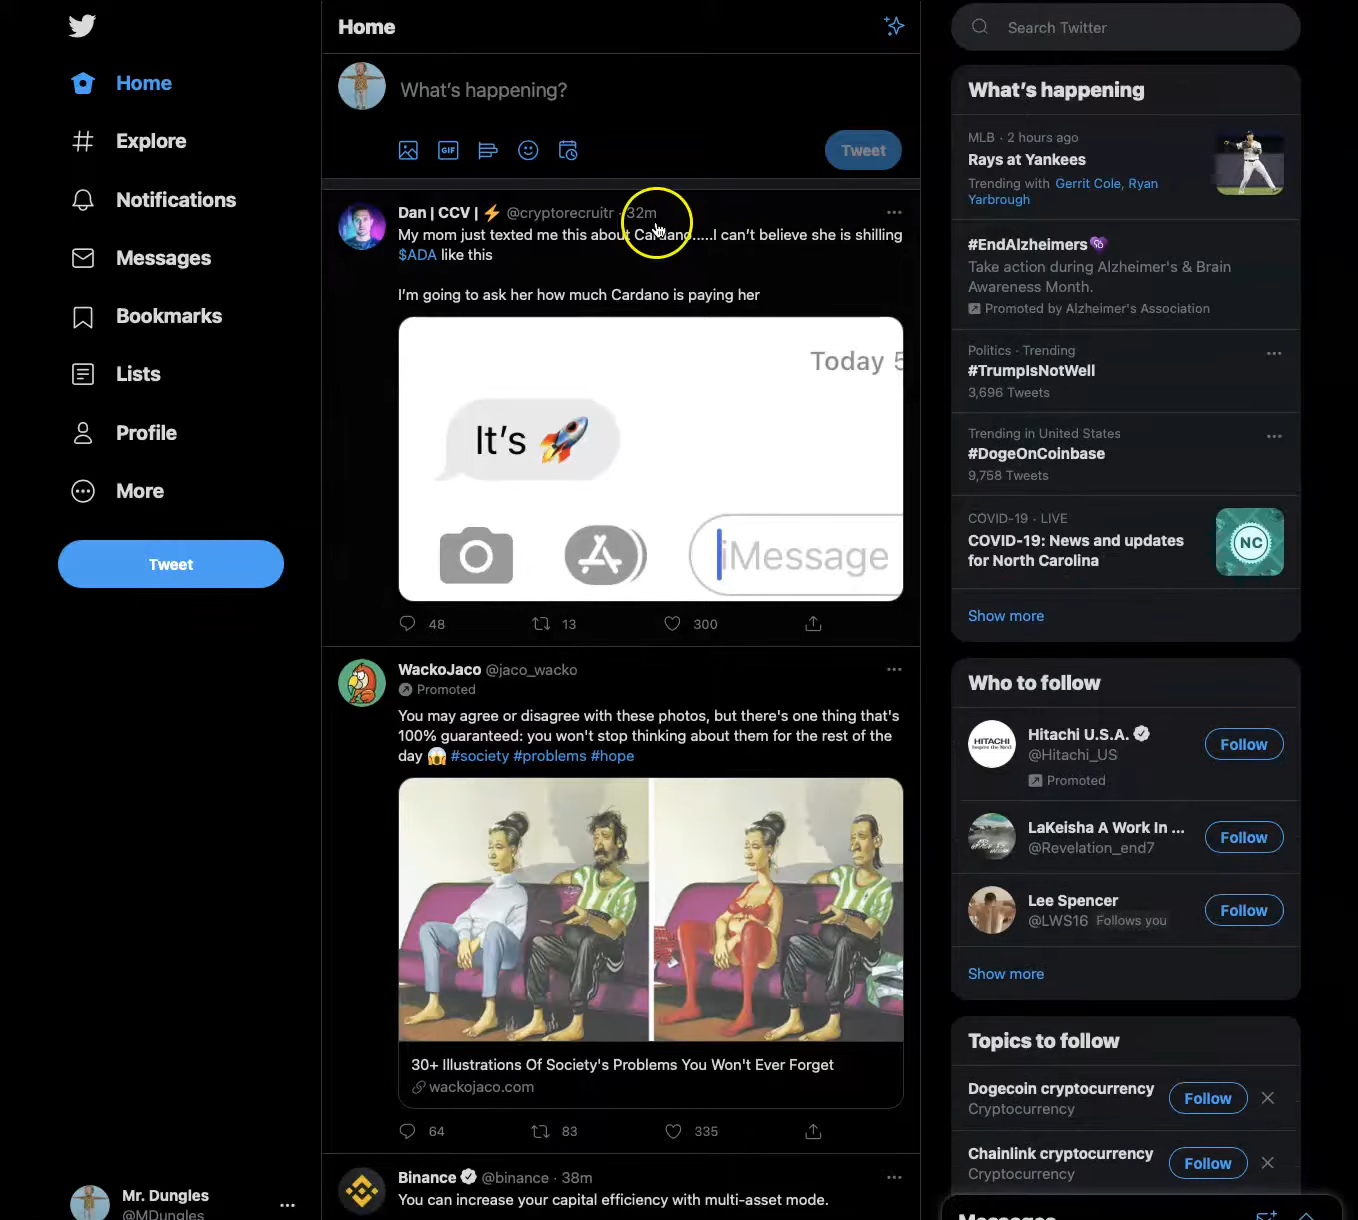 Home
Explore
Notifications
Messages
Bookmarks
Lists
Profile
More
Tweet
Mr. Dungles
@MDungles
Home
What's happening?
GIF
Tweet
Dan | CCV | ⚡ @cryptorecruitr · 32m
My mom just texted me this about Cardano.....I can't believe she is shilling
$ADA like this
I'm going to ask her how much Cardano is paying her
Today 5
It's 🚀
iMessage
48 13 300
WackoJaco @jaco_wacko
Promoted
You may agree or disagree with these photos, but there's one thing that's
100% guaranteed: you won't stop thinking about them for the rest of the
day 😱 #society #problems #hope
30+ Illustrations Of Society's Problems You Won't Ever Forget
wackojaco.com
64 83 335
Binance @binance · 38m
You can increase your capital efficiency with multi-asset mode.
Search Twitter
What's happening
MLB · 2 hours ago
Rays at Yankees
Trending with Gerrit Cole, Ryan
Yarbrough
#EndAlzheimers
Take action during Alzheimer's & Brain
Awareness Month.
Promoted by Alzheimer's Association
Politics · Trending
#TrumpIsNotWell
3,696 Tweets
Trending in United States
#DogeOnCoinbase
9,758 Tweets
COVID-19 · LIVE
COVID-19: News and updates
for North Carolina
NC
Show more
Who to follow
HITACHI
Inspire the Next
Hitachi U.S.A.
@Hitachi_US
Promoted
Follow
LaKeisha A Work In ...
@Revelation_end7
Follow
Lee Spencer
@LWS16 Follows you
Follow
Show more
Topics to follow
Dogecoin cryptocurrency
Cryptocurrency
Follow
Chainlink cryptocurrency
Cryptocurrency
Follow
Messages